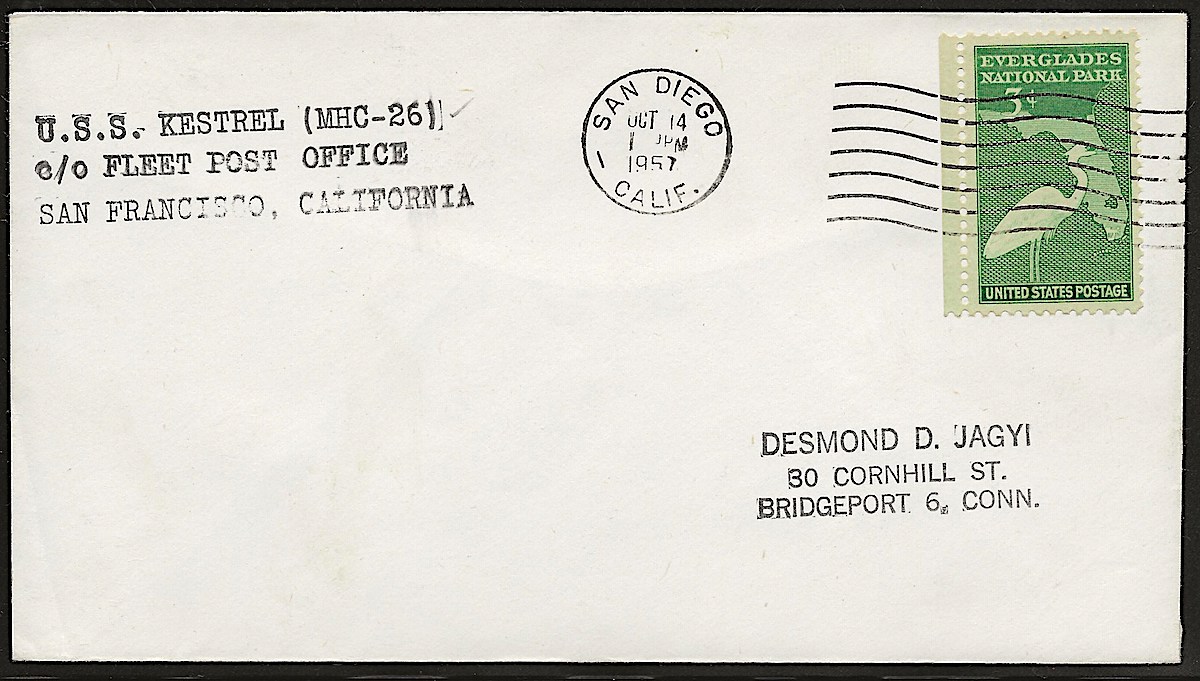 U.S.S. KESTREL (MHC-26)
c/o FLEET POST OFFICE
SAN FRANCISCO, CALIFORNIA
SAN DIEGO
OCT 14
1 PM
1957
CALIF.
EVERGLADES
NATIONAL PARK
3¢
UNITED STATES POSTAGE
DESMOND D. JAGYI
30 CORNHILL ST.
BRIDGEPORT 6, CONN.